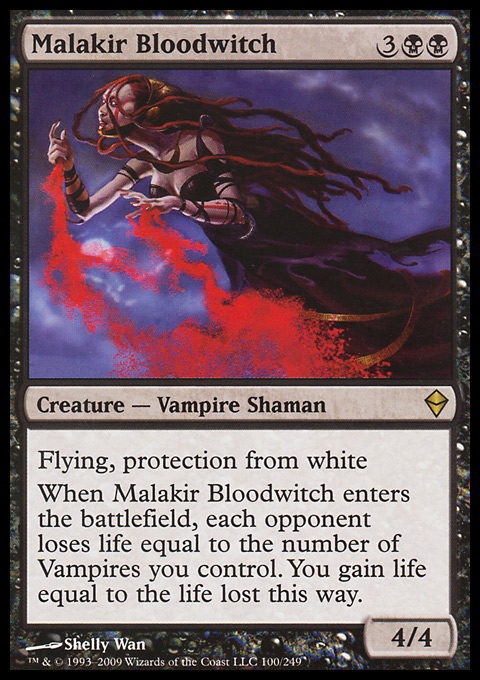 Malakir Bloodwitch 3
Creature — Vampire Shaman
Flying, protection from white
When Malakir Bloodwitch enters
the battlefield, each opponent
loses life equal to the number of
Vampires you control. You gain life
equal to the life lost this way.
4/4
Shelly Wan
™ & © 1993–2009 Wizards of the Coast LLC 100/249